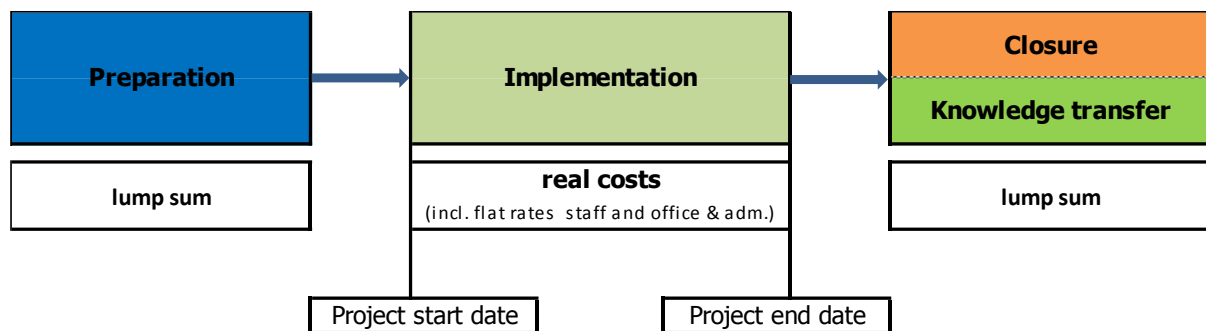 Preparation
Implementation
Closure
Knowledge transfer
lump sum
real costs
(incl. flat rates staff and office & adm.)
lump sum
Project start date
Project end date